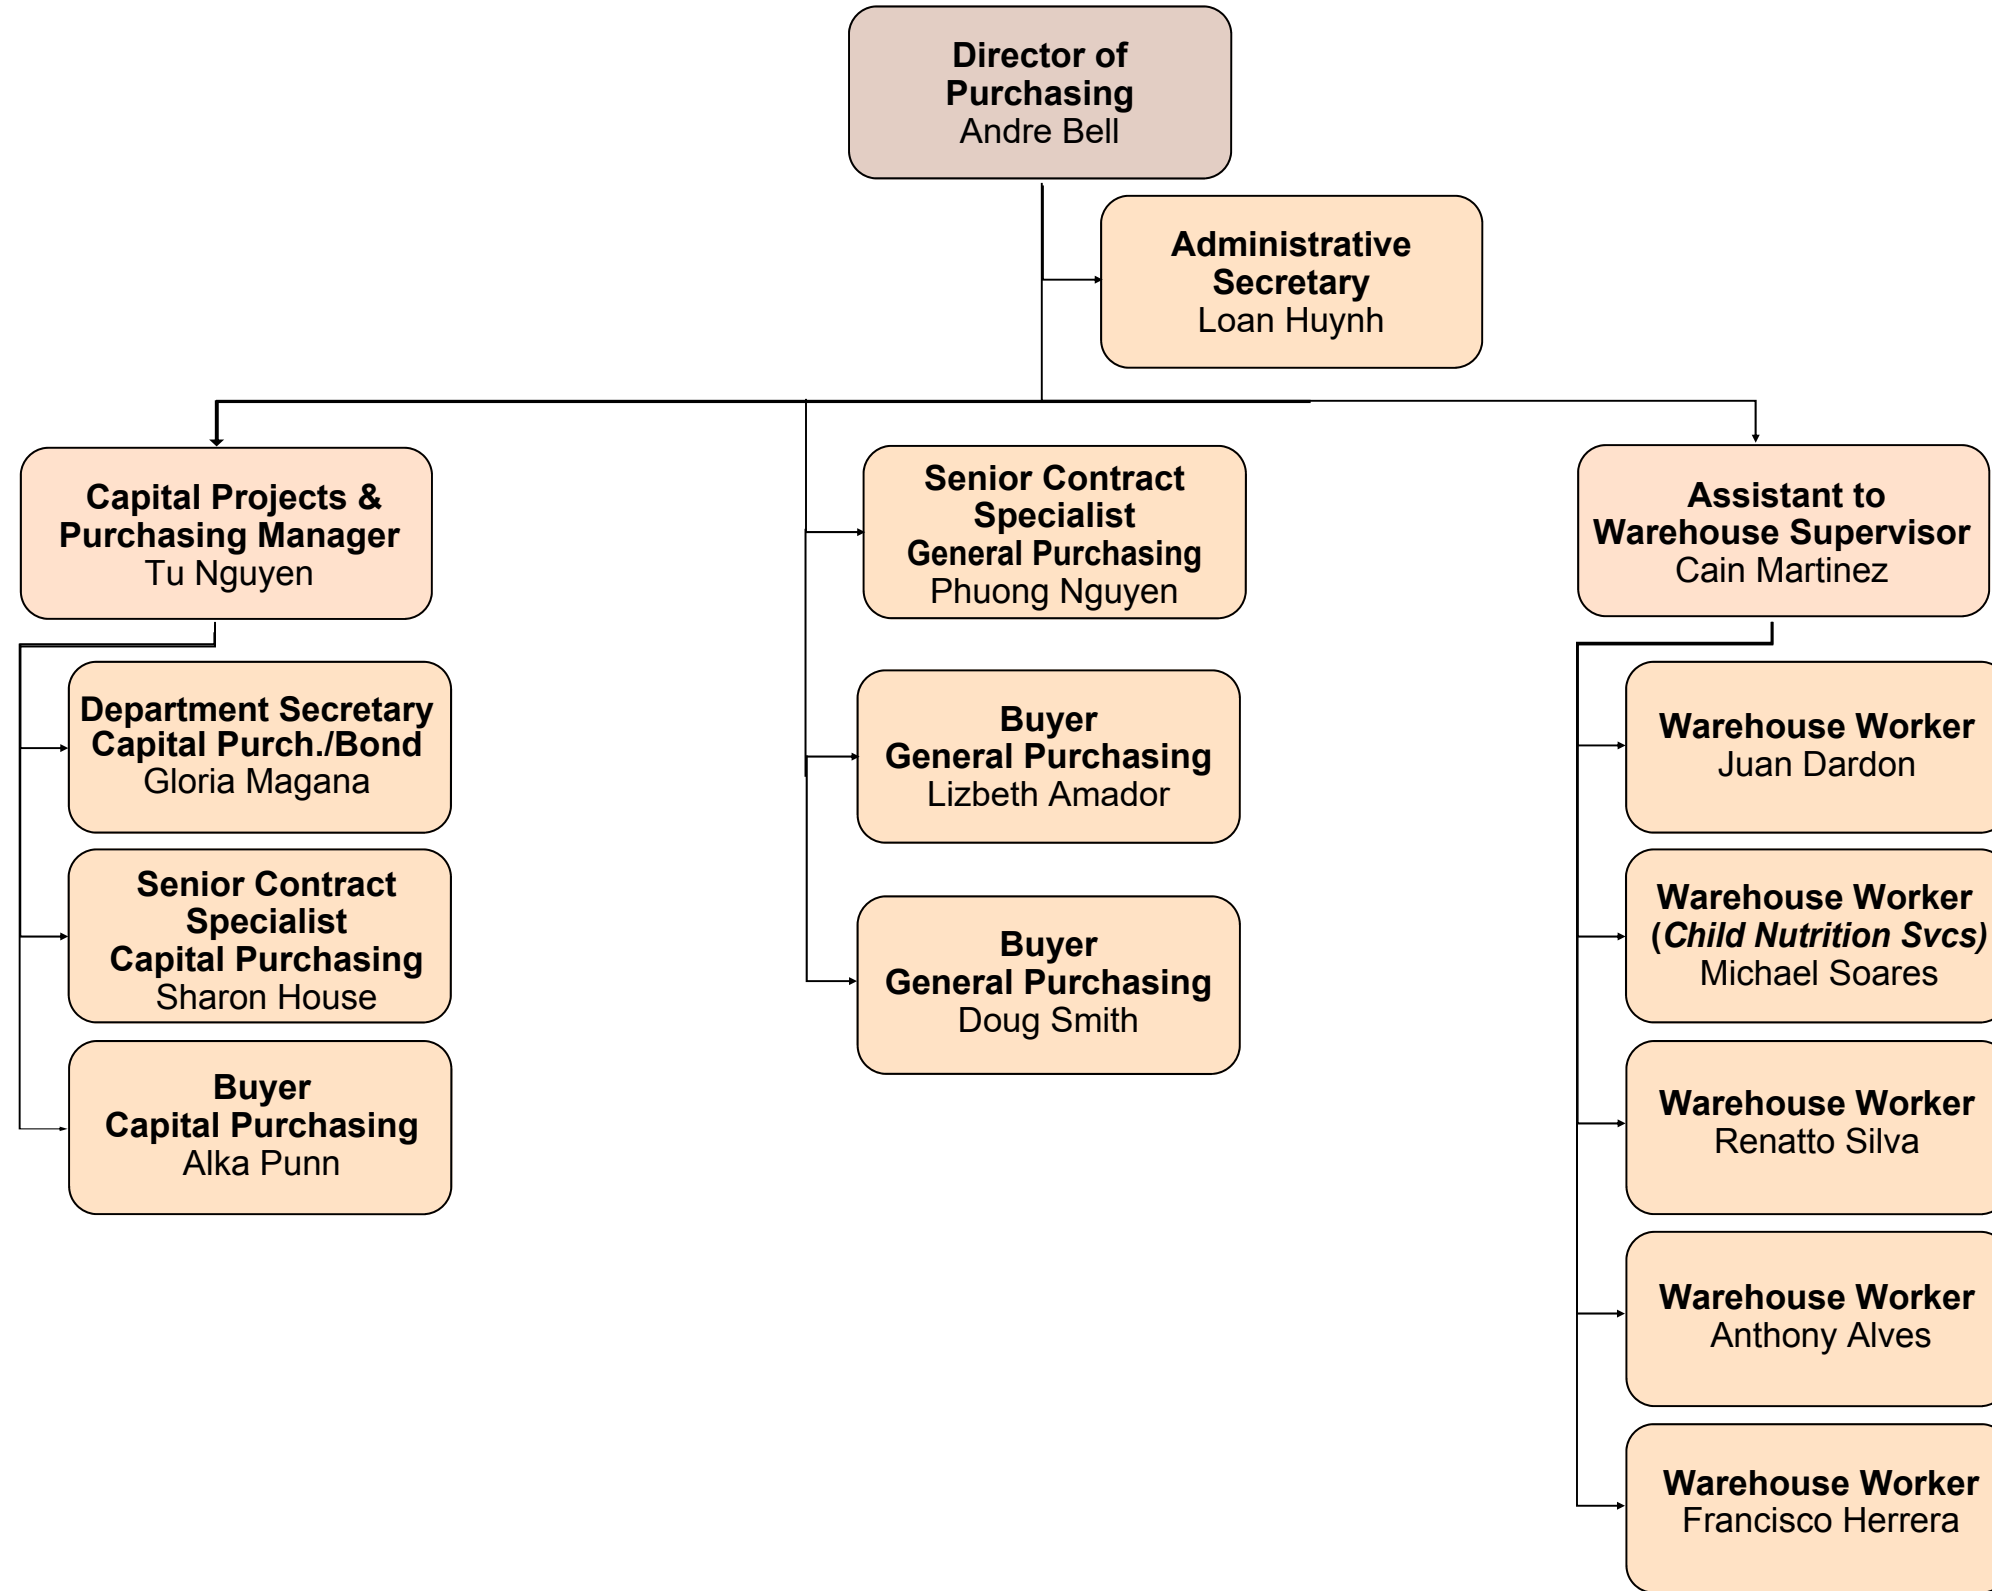 Director of
Purchasing
Andre Bell
Administrative
Secretary
Loan Huynh
Capital Projects &
Purchasing Manager
Tu Nguyen
Department Secretary
Capital Purch./Bond
Gloria Magana
Senior Contract
Specialist
Capital Purchasing
Sharon House
Buyer
Capital Purchasing
Alka Punn
Senior Contract
Specialist
General Purchasing
Phuong Nguyen
Buyer
General Purchasing
Lizbeth Amador
Buyer
General Purchasing
Doug Smith
Assistant to
Warehouse Supervisor
Cain Martinez
Warehouse Worker
Juan Dardon
Warehouse Worker
(Child Nutrition Svcs)
Michael Soares
Warehouse Worker
Renatto Silva
Warehouse Worker
Anthony Alves
Warehouse Worker
Francisco Herrera